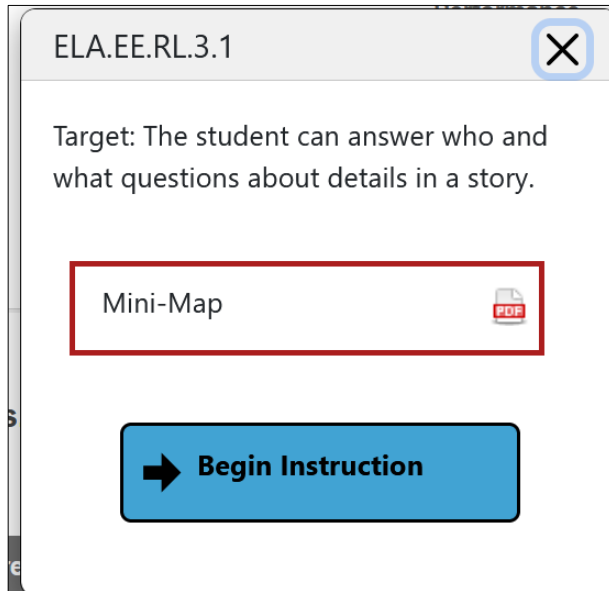 ELA.EE.RL.3.1
Target: The student can answer who and
what questions about details in a story.
Mini-Map
PDF
Begin Instruction